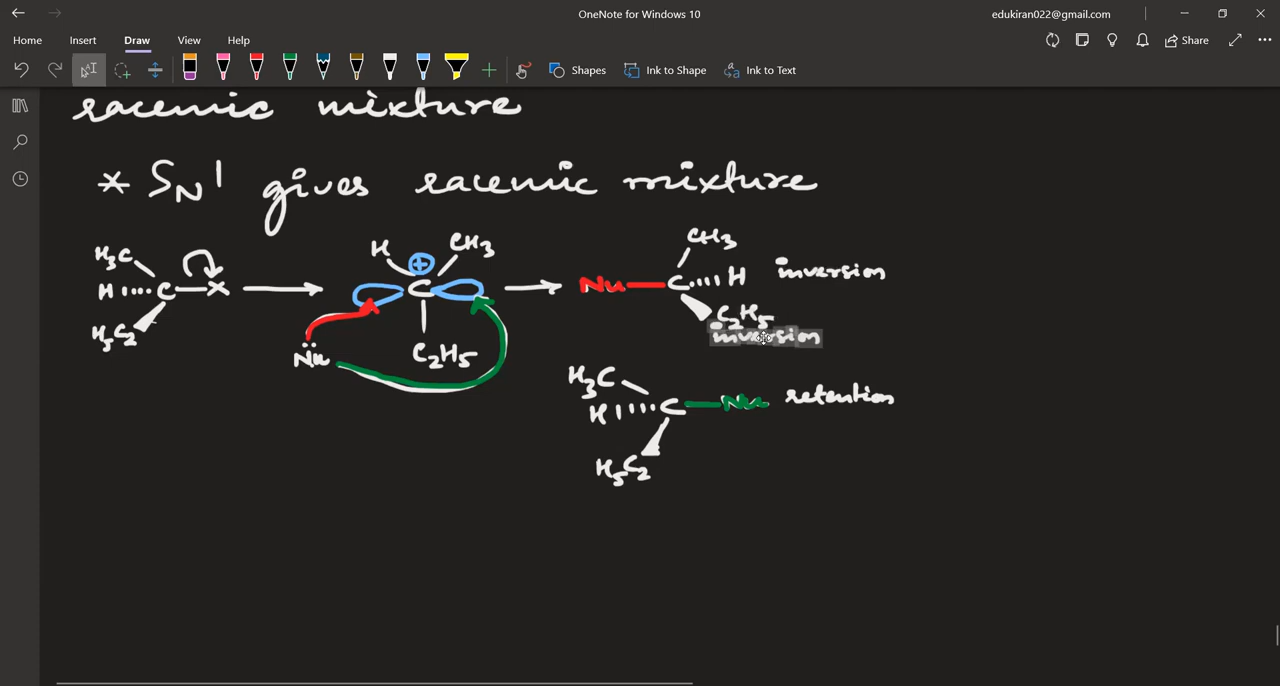 OneNote for Windows 10
edukiran022@gmail.com
Home Insert Draw View Help
Share
Shapes Ink to Shape Ink to Text
racemic mixture
* SN1 gives racemic mixture
H3C
H C X
H5C2
H ⊕ CH3
C
C2H5
Nu
CH3
Nu C H inversion
C2H5
inversion
H3C
H C Nu retention
H5C2